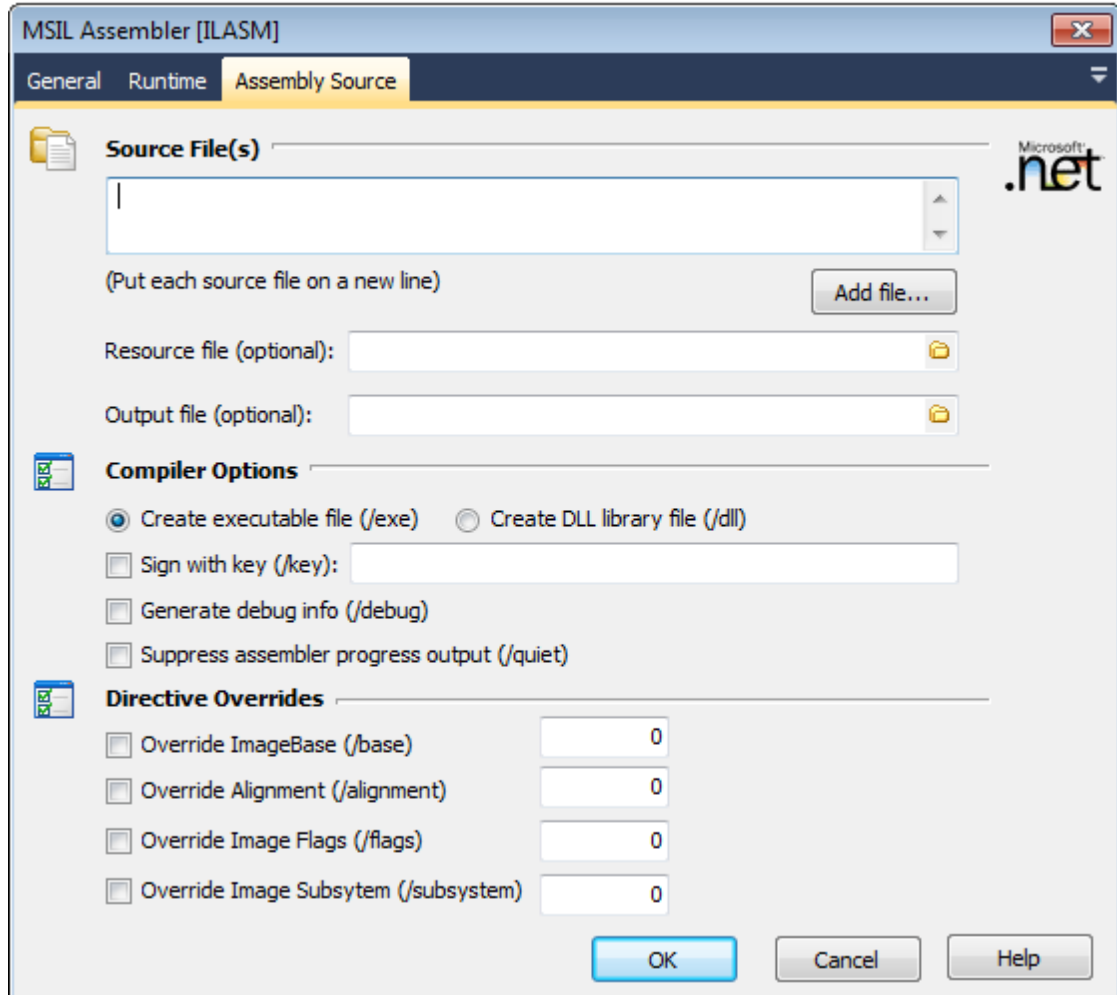 MSIL Assembler [ILASM]
General Runtime Assembly Source
Source File(s)
Microsoft
.net
(Put each source file on a new line)
Add file...
Resource file (optional):
Output file (optional):
Compiler Options
Create executable file (/exe) Create DLL library file (/dll)
Sign with key (/key):
Generate debug info (/debug)
Suppress assembler progress output (/quiet)
Directive Overrides
Override ImageBase (/base) 0
Override Alignment (/alignment) 0
Override Image Flags (/flags) 0
Override Image Subsytem (/subsystem) 0
OK Cancel Help